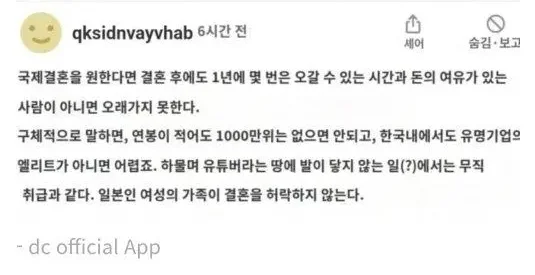 qksidnvayvhab 6시간 전
셰어
숨김·보고
국제결혼을 원한다면 결혼 후에도 1년에 몇 번은 오갈 수 있는 시간과 돈의 여유가 있는
사람이 아니면 오래가지 못한다.
구체적으로 말하면, 연봉이 적어도 1000만위는 없으면 안되고, 한국내에서도 유명기업의
엘리트가 아니면 어렵죠. 하물며 유튜버라는 땅에 발이 닿지 않는 일(?)에서는 무직
취급과 같다. 일본인 여성의 가족이 결혼을 허락하지 않는다.
- dc official App